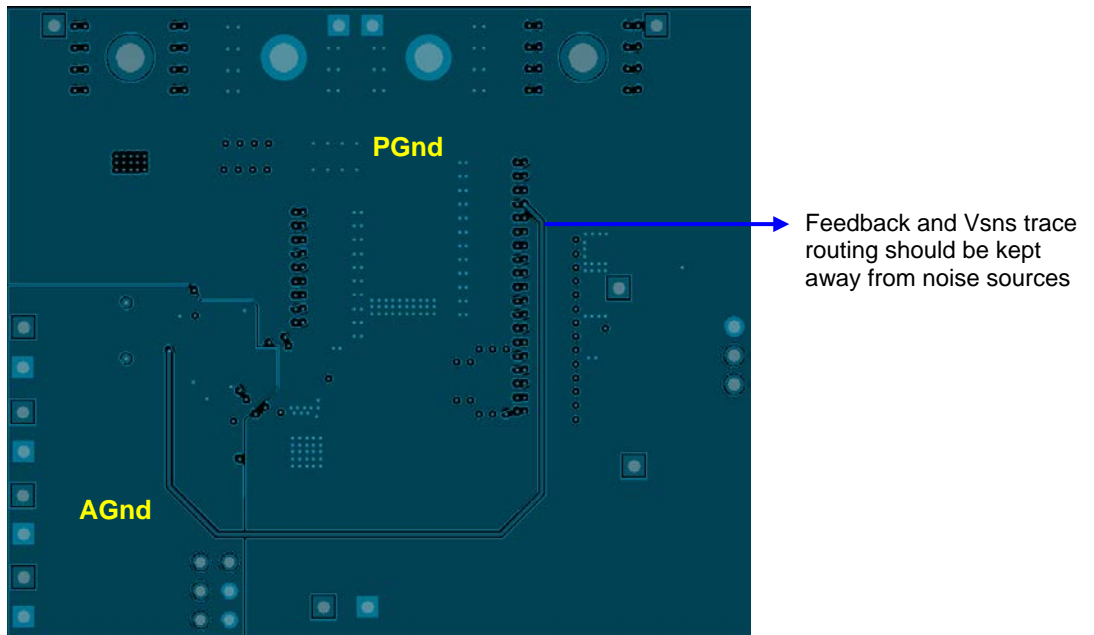 PGnd
Feedback and Vsns trace
routing should be kept
away from noise sources
AGnd